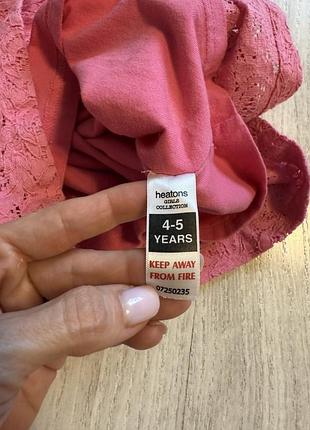 heatons
GIRLS
COLLECTION
4-5
YEARS
KEEP AWAY
FROM FIRE
07250235